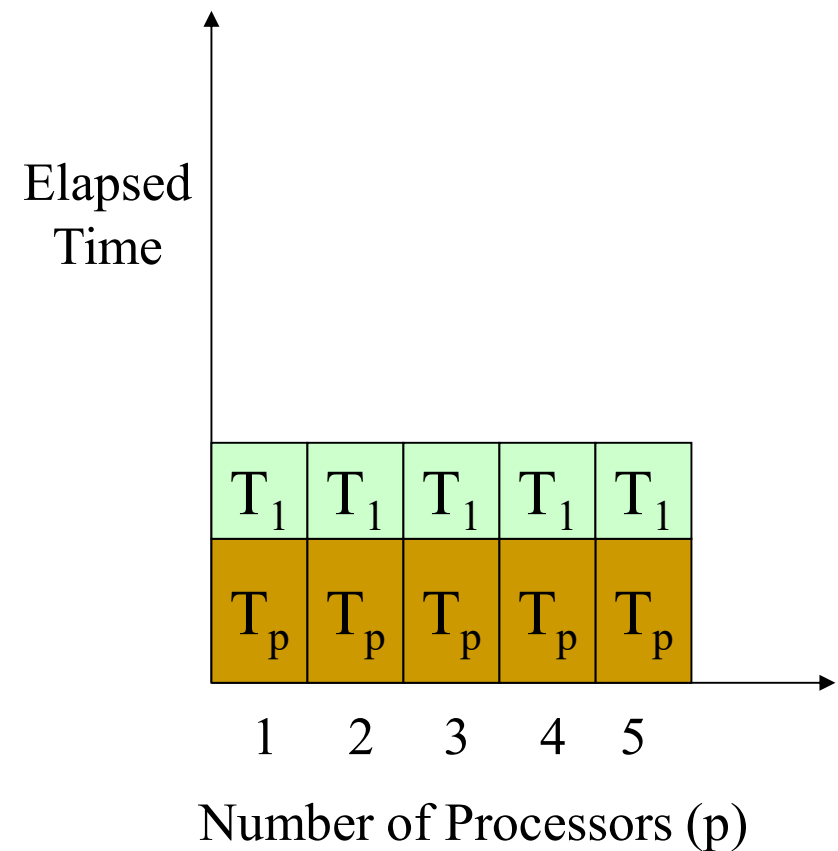 Elapsed
Time
T1 T1 T1 T1 T1
Tp Tp Tp Tp Tp
1 2 3 4 5
Number of Processors (p)